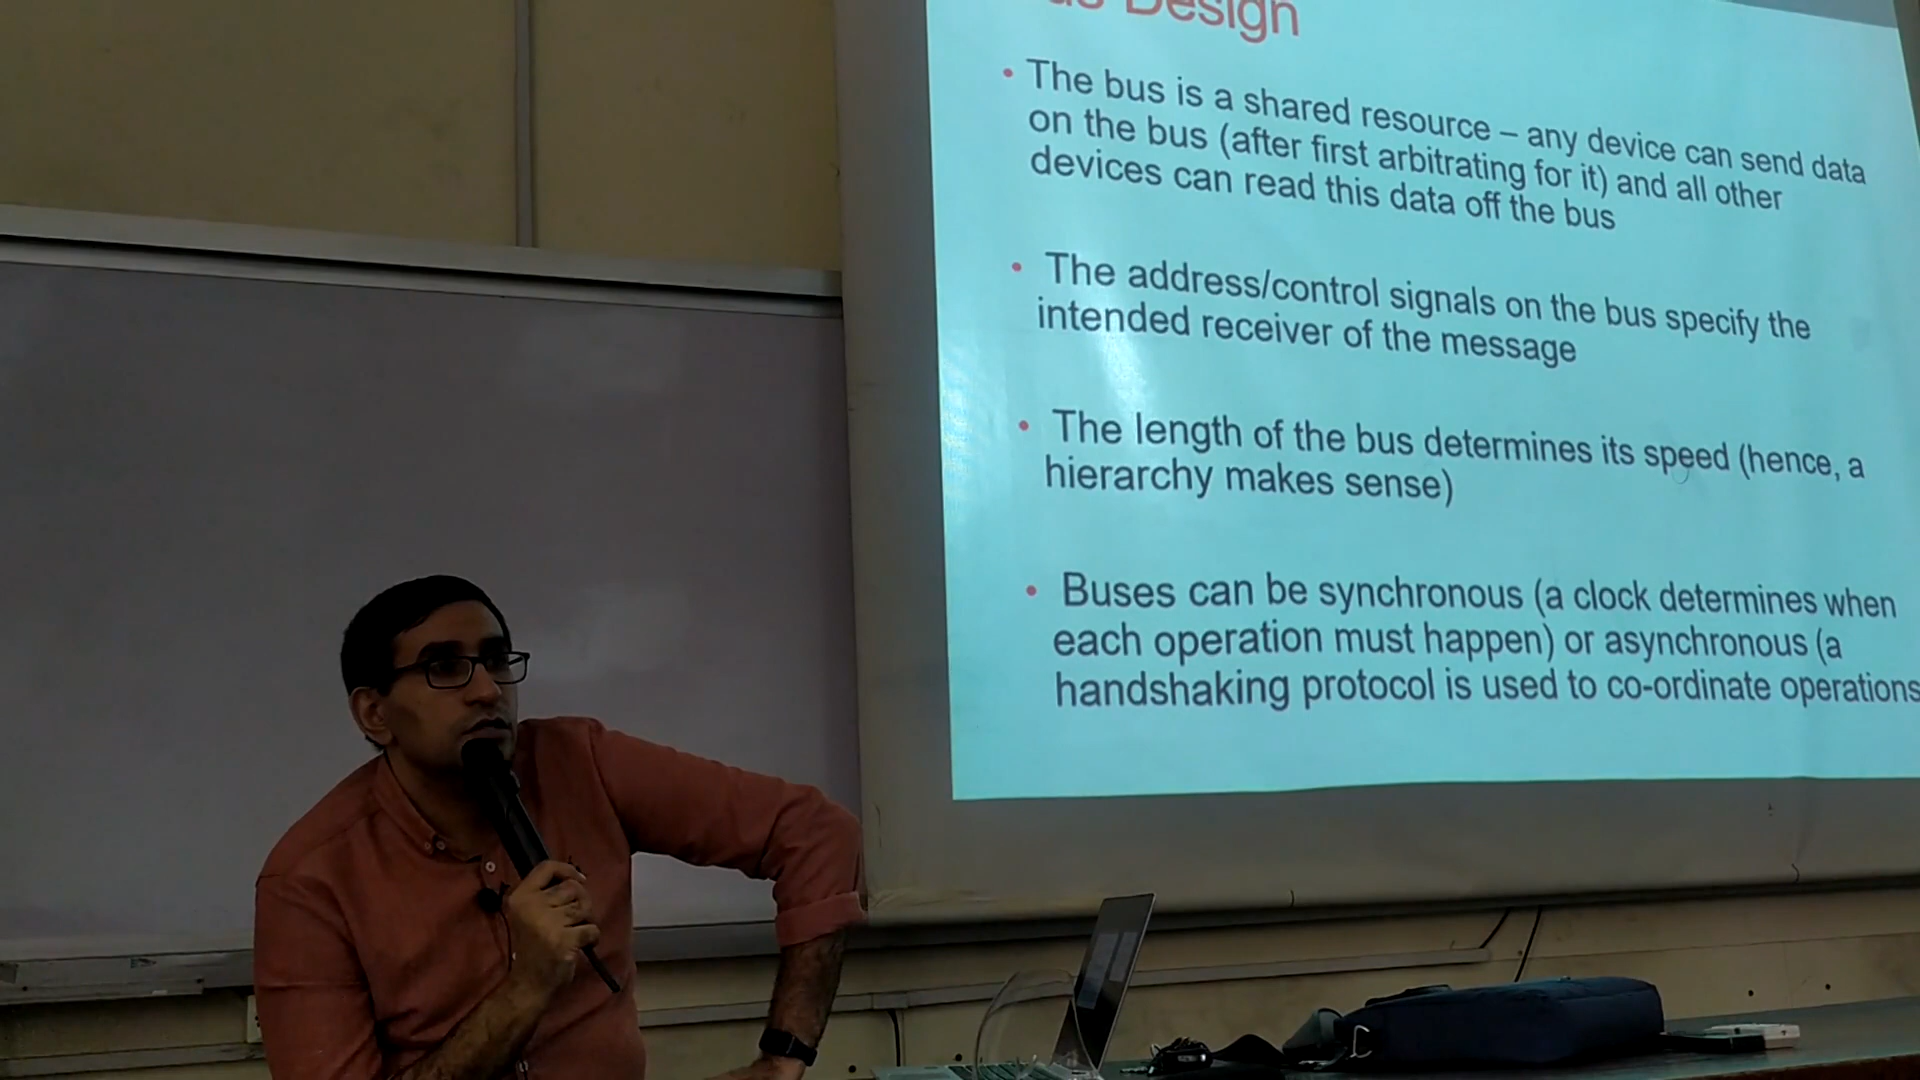 Design
• The bus is a shared resource – any device can send data
on the bus (after first arbitrating for it) and all other
devices can read this data off the bus
• The address/control signals on the bus specify the
intended receiver of the message
• The length of the bus determines its speed (hence, a
hierarchy makes sense)
• Buses can be synchronous (a clock determines when
each operation must happen) or asynchronous (a
handshaking protocol is used to co-ordinate operations